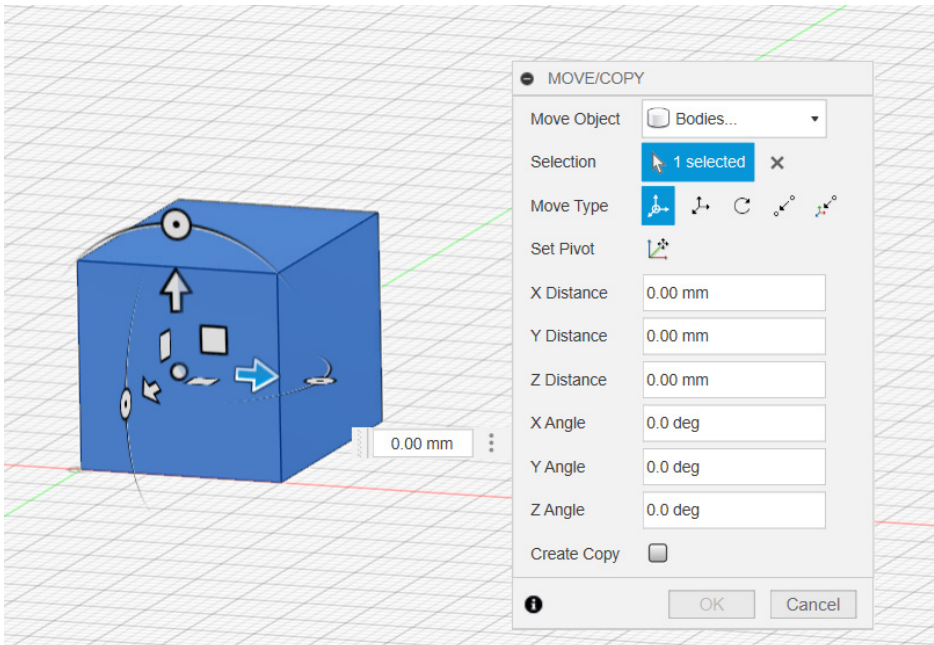 MOVE/COPY
Move Object Bodies...
Selection 1 selected
Move Type
Set Pivot
X Distance 0.00 mm
Y Distance 0.00 mm
Z Distance 0.00 mm
X Angle 0.0 deg
0.00 mm
Y Angle 0.0 deg
Z Angle 0.0 deg
Create Copy
OK Cancel